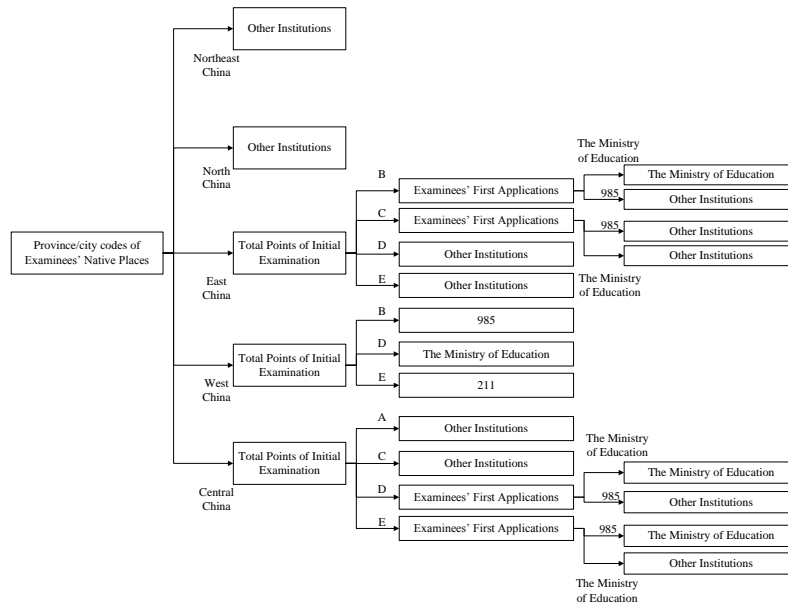 Other Institutions
Northeast
China
Other Institutions
North
China
The Ministry
of Education
B
Examinees' First Applications
The Ministry of Education
985
Other Institutions
C
Examinees' First Applications
985
Other Institutions
Province/city codes of
Examinees' Native Places
Total Points of Initial
Examination
D
Other Institutions
Other Institutions
East
China
E
Other Institutions
The Ministry
of Education
B
985
Total Points of Initial
Examination
D
The Ministry of Education
West
China
E
211
A
Other Institutions
Total Points of Initial
Examination
C
Other Institutions
The Ministry
of Education
Central
China
D
Examinees' First Applications
The Ministry of Education
985
Other Institutions
E
Examinees' First Applications
985
The Ministry of Education
Other Institutions
The Ministry
of Education